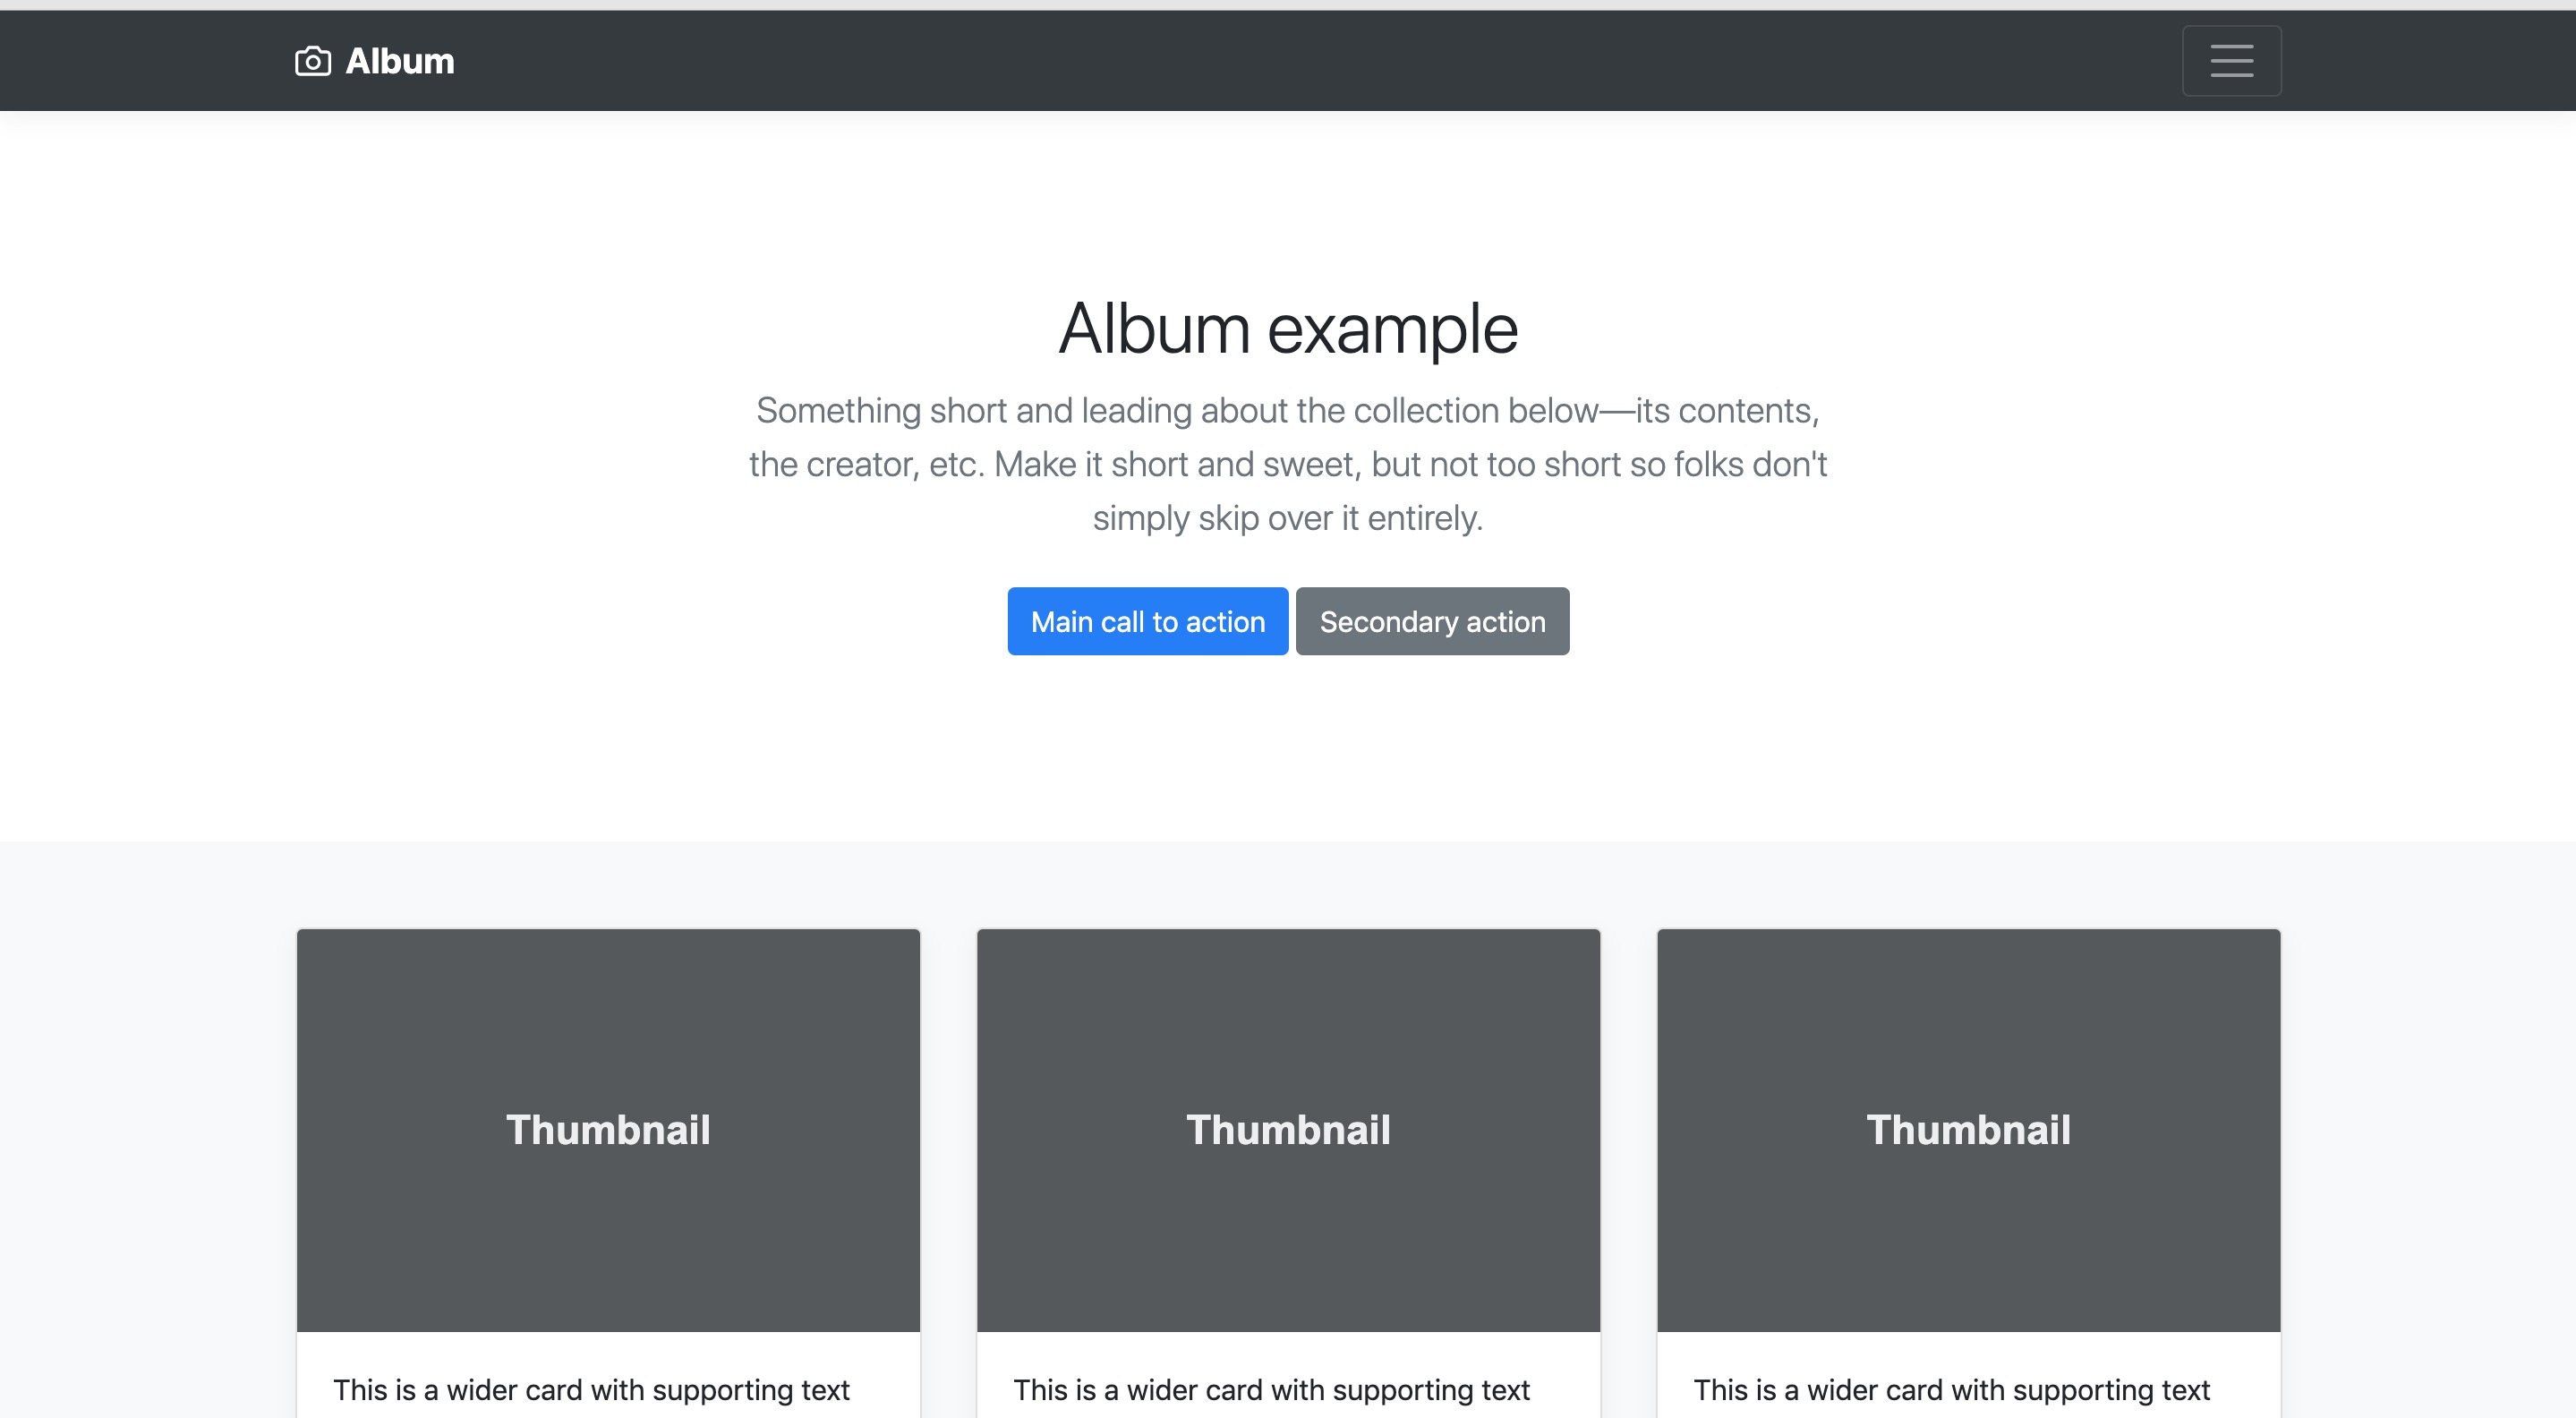 Album
Album example
Something short and leading about the collection below—its contents,
the creator, etc. Make it short and sweet, but not too short so folks don't
simply skip over it entirely.
Main call to action
Secondary action
Thumbnail
Thumbnail
Thumbnail
This is a wider card with supporting text
This is a wider card with supporting text
This is a wider card with supporting text